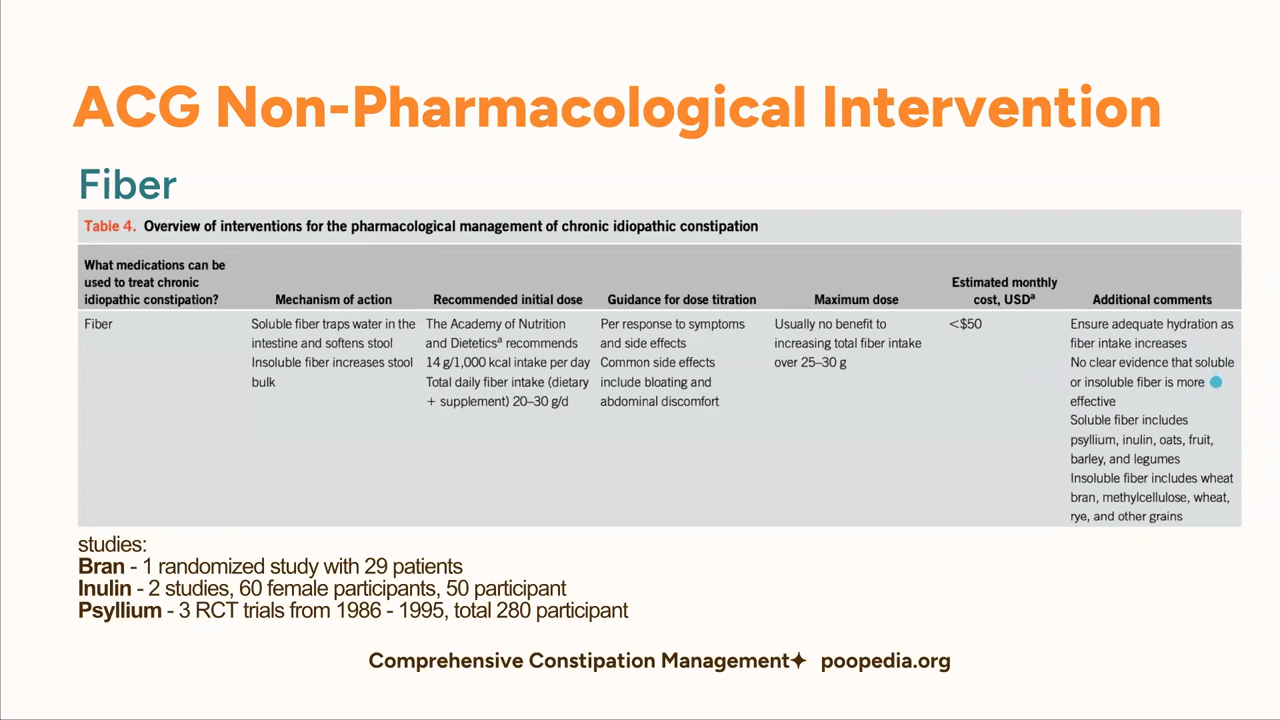 ACG Non-Pharmacological Intervention
Fiber
Table 4. Overview of interventions for the pharmacological management of chronic idiopathic constipation
What medications can be
used to treat chronic
idiopathic constipation?
Mechanism of action
Recommended initial dose
Guidance for dose titration
Maximum dose
Estimated monthly
cost, USDa
Additional comments
Fiber
Soluble fiber traps water in the
intestine and softens stool
Insoluble fiber increases stool
bulk
The Academy of Nutrition
and Dieteticsa recommends
14 g/1,000 kcal intake per day
Total daily fiber intake (dietary
+ supplement) 20–30 g/d
Per response to symptoms
and side effects
Common side effects
include bloating and
abdominal discomfort
Usually no benefit to
increasing total fiber intake
over 25–30 g
<$50
Ensure adequate hydration as
fiber intake increases
No clear evidence that soluble
or insoluble fiber is more
effective
Soluble fiber includes
psyllium, inulin, oats, fruit,
barley, and legumes
Insoluble fiber includes wheat
bran, methylcellulose, wheat,
rye, and other grains
studies:
Bran - 1 randomized study with 29 patients
Inulin - 2 studies, 60 female participants, 50 participant
Psyllium - 3 RCT trials from 1986 - 1995, total 280 participant
Comprehensive Constipation Management✦ poopedia.org